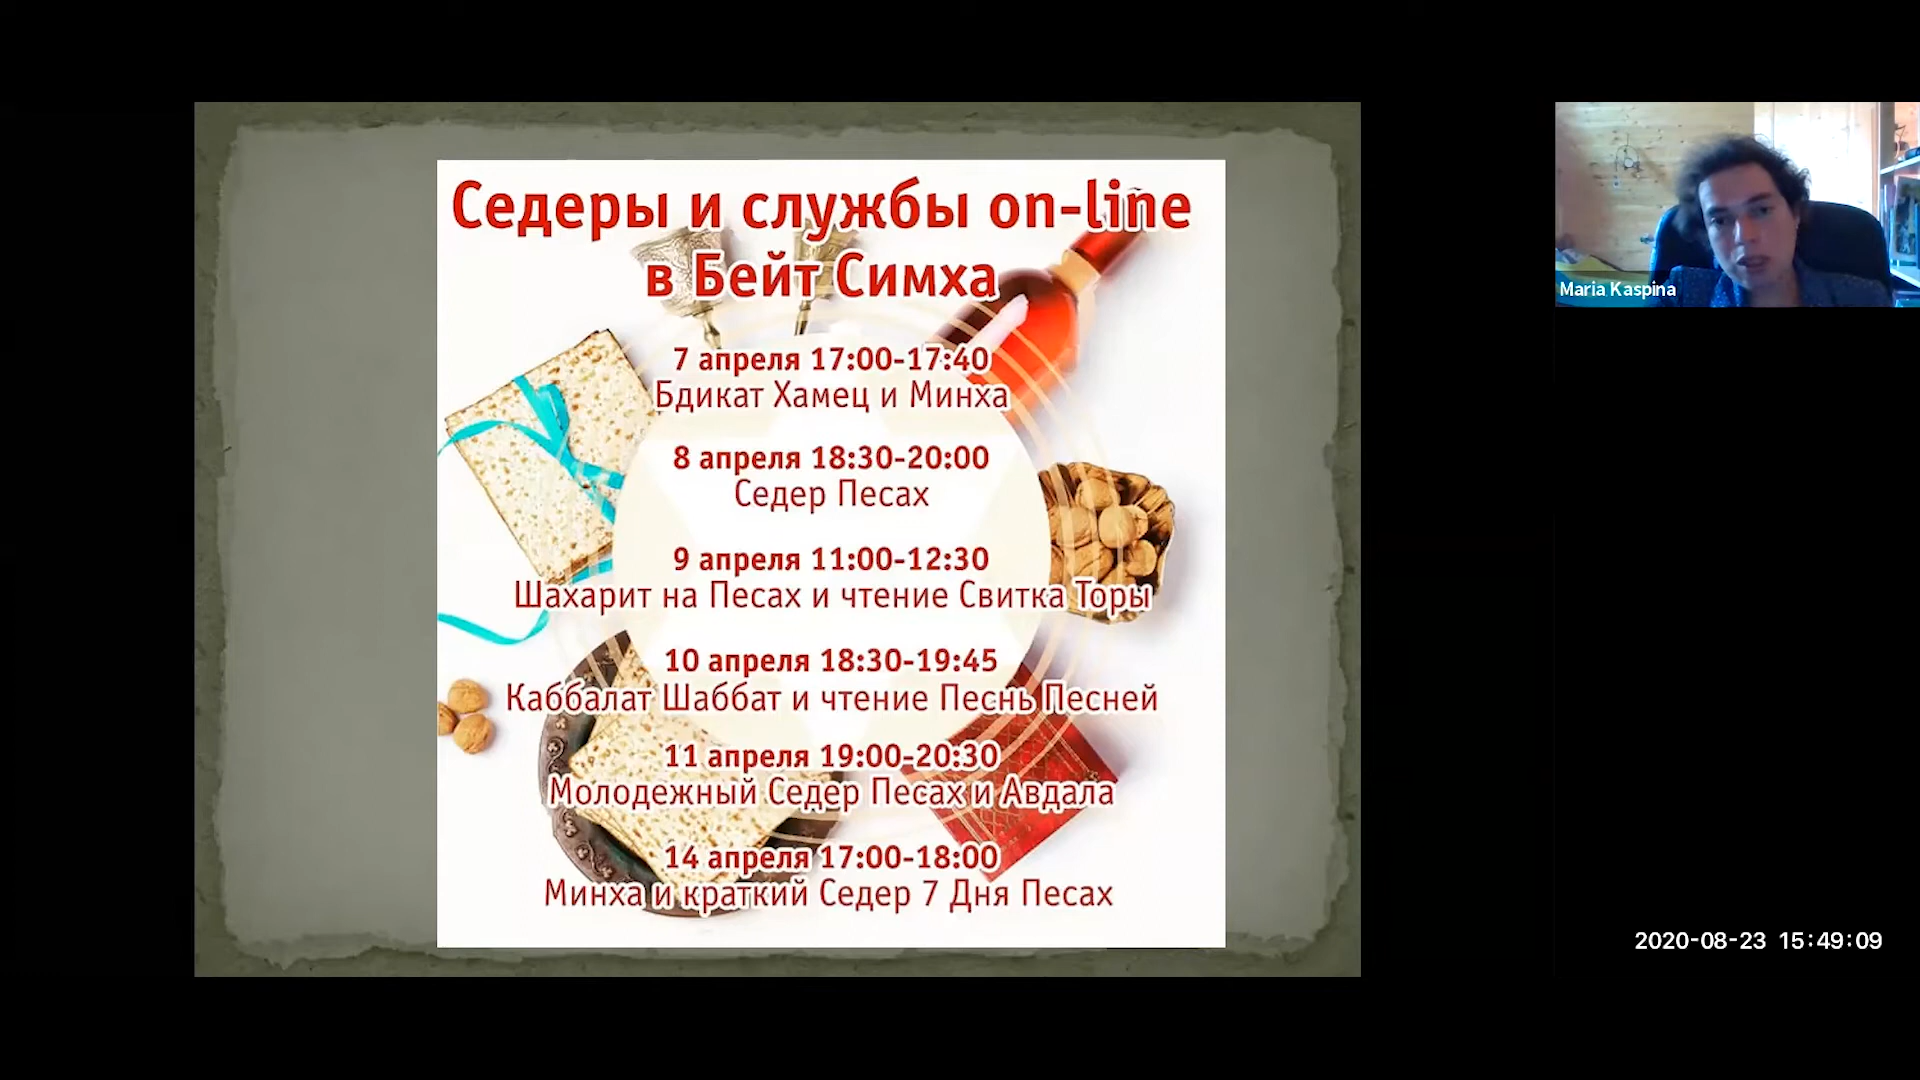 Седеры и службы on-line
в Бейт Симха
7 апреля 17:00-17:40
Бдикат Хамец и Минха
8 апреля 18:30-20:00
Седер Песах
9 апреля 11:00-12:30
Шахарит на Песах и чтение Свитка Торы
10 апреля 18:30-19:45
Каббалат Шаббат и чтение Песнь Песней
11 апреля 19:00-20:30
Молодежный Седер Песах и Авдала
14 апреля 17:00-18:00
Минха и краткий Седер 7 Дня Песах
Maria Kaspina
2020-08-23 15:49:09